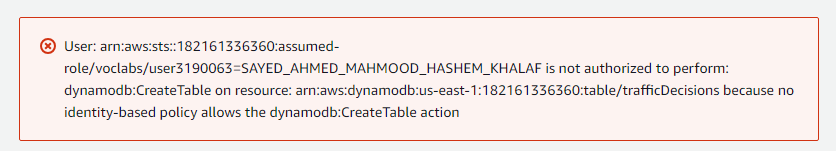 User: arn:aws:sts::182161336360:assumed-
role/voclabs/user3190063=SAYED_AHMED_MAHMOOD_HASHEM_KHALAF is not authorized to perform:
dynamodb:CreateTable on resource: arn:aws:dynamodb:us-east-1:182161336360:table/trafficDecisions because no
identity-based policy allows the dynamodb:CreateTable action